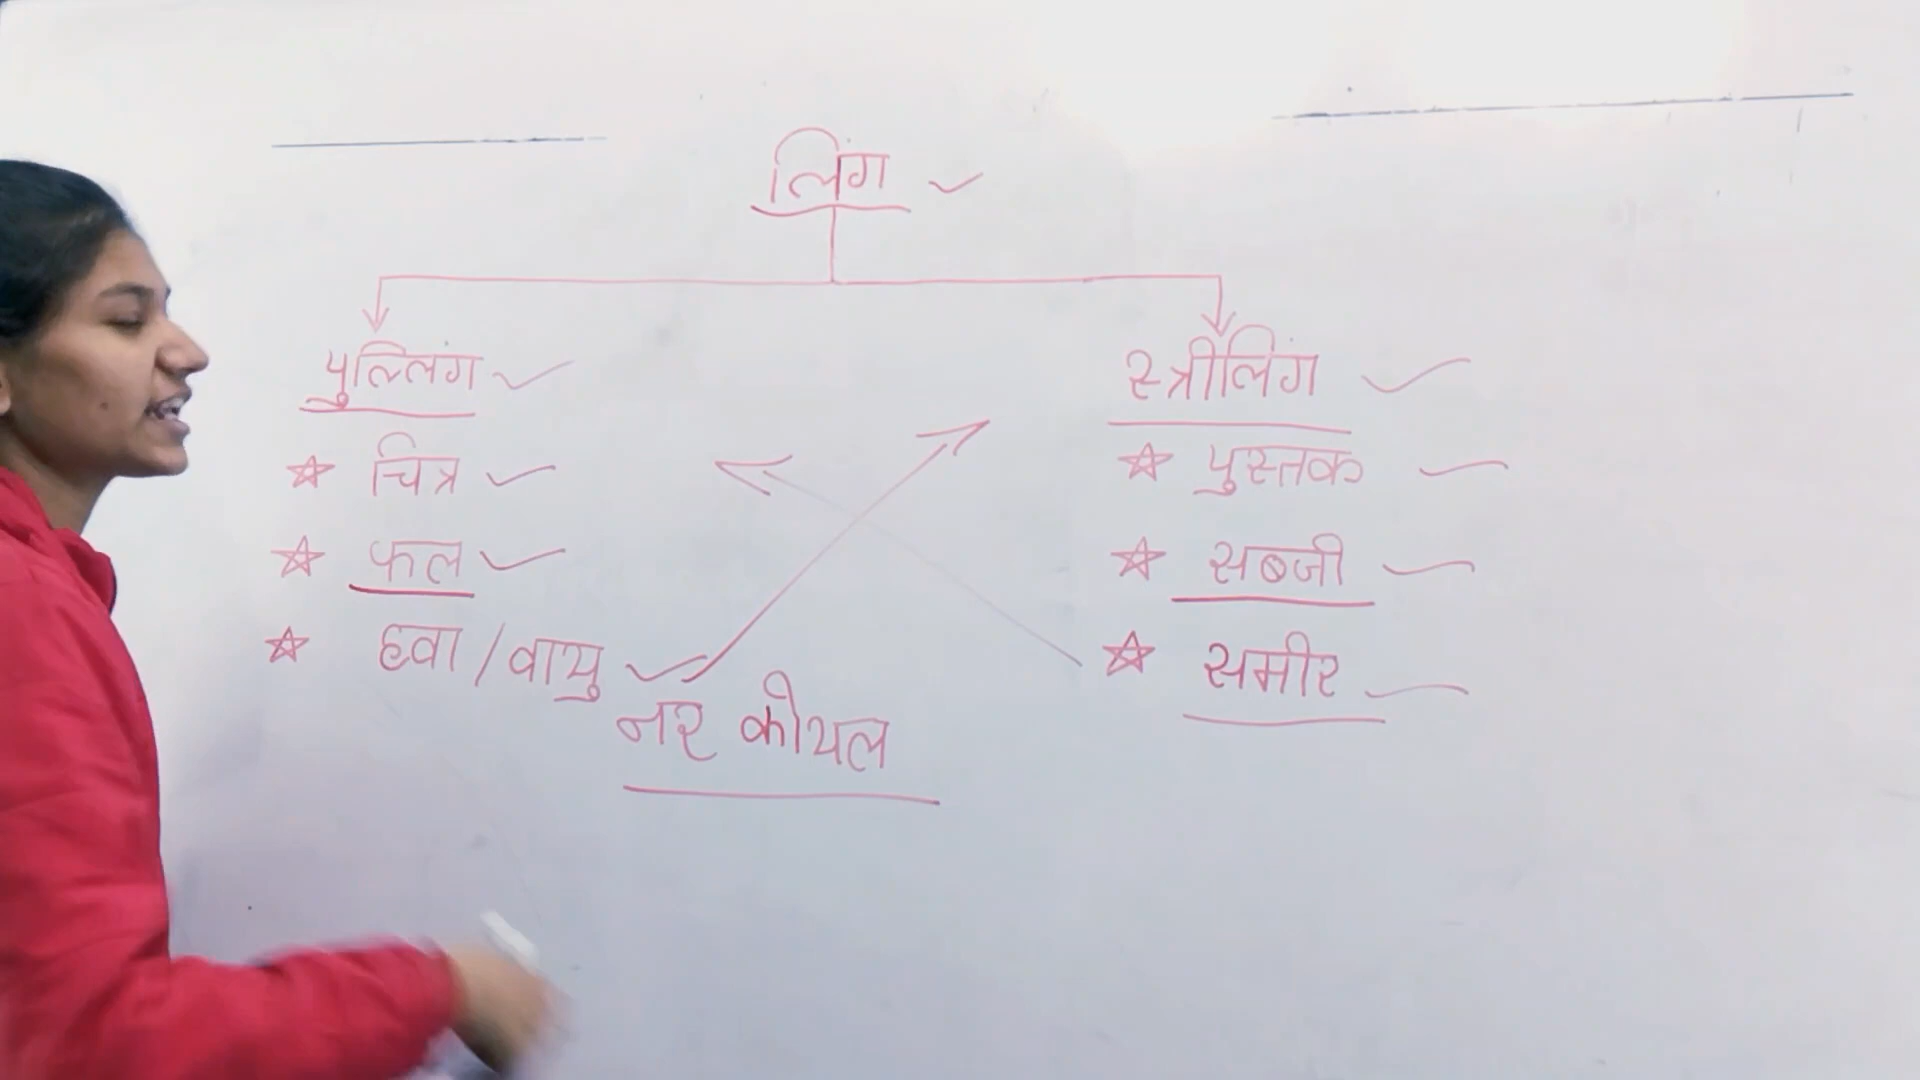 लिंग
पुल्लिंग
स्त्रीलिंग
चित्र
पुस्तक
फल
सब्जी
हवा / वायु
समीर
नर कोयल